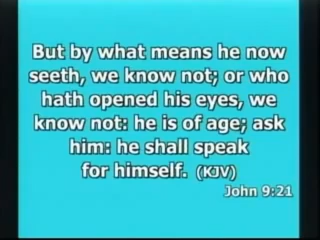 But by what means he now
seeth, we know not; or who
hath opened his eyes, we
know not: he is of age; ask
him: he shall speak
for himself. (KJV)
John 9:21